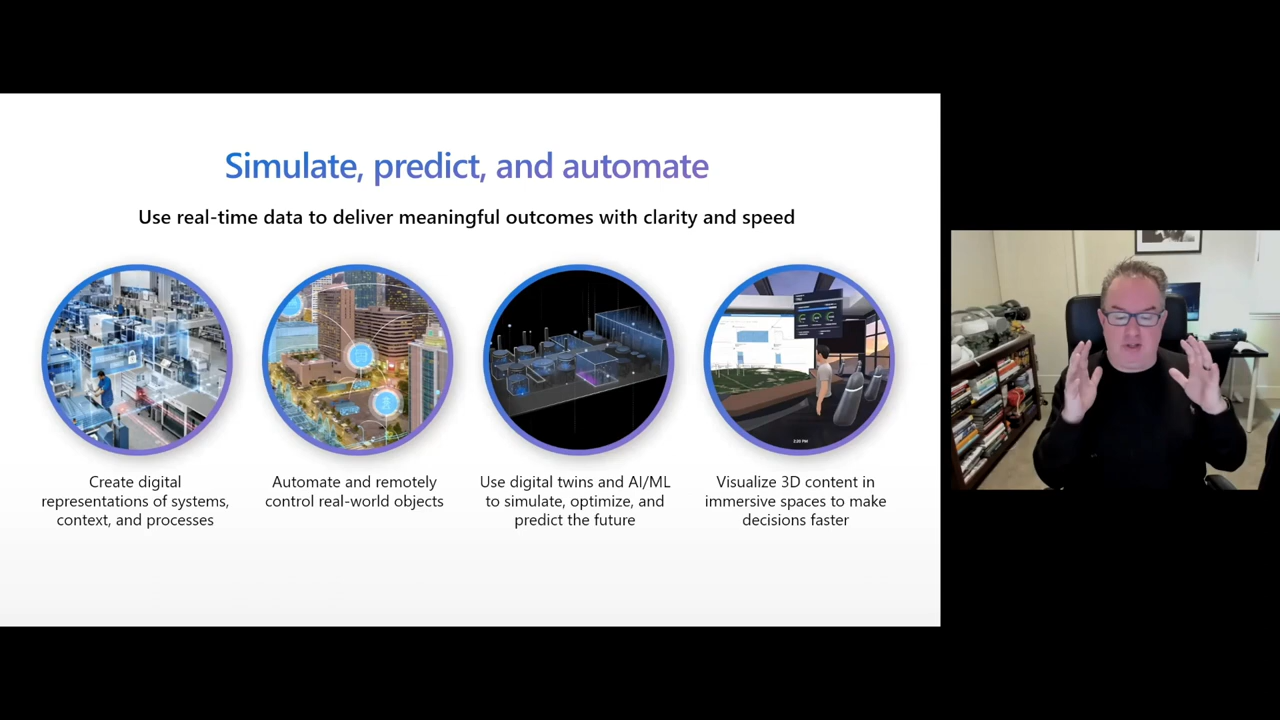 Simulate, predict, and automate
Use real-time data to deliver meaningful outcomes with clarity and speed
Create digital
representations of systems,
context, and processes
Automate and remotely
control real-world objects
Use digital twins and AI/ML
to simulate, optimize, and
predict the future
Visualize 3D content in
immersive spaces to make
decisions faster